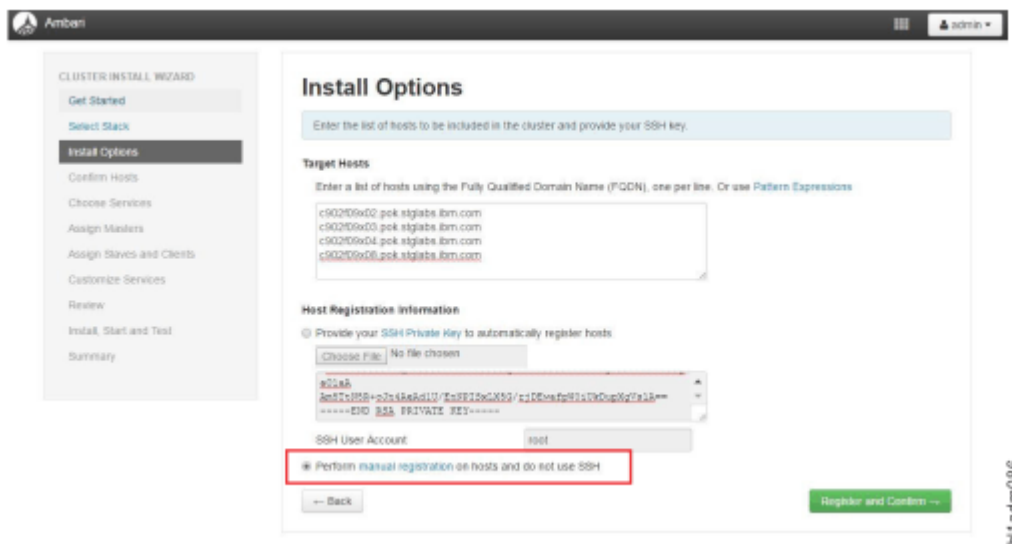 Ambari
admin
CLUSTER INSTALL WIZARD
Get Started
Select Stack
Install Options
Confirm Hosts
Choose Services
Assign Masters
Assign Slaves and Clients
Customize Services
Review
Install, Start and Test
Summary
Install Options
Enter the list of hosts to be included in the cluster and provide your SSH key.
Target Hosts
Enter a list of hosts using the Fully Qualified Domain Name (FQDN), one per line. Or use Pattern Expressions
c902f09x02.pok.stglabs.ibm.com
c902f09x03.pok.stglabs.ibm.com
c902f09x04.pok.stglabs.ibm.com
c902f09x08.pok.stglabs.ibm.com
Host Registration Information
Provide your SSH Private Key to automatically register hosts
Choose File No file chosen
-----END RSA PRIVATE KEY-----
SSH User Account root
Perform manual registration on hosts and do not use SSH
← Back
Register and Confirm →